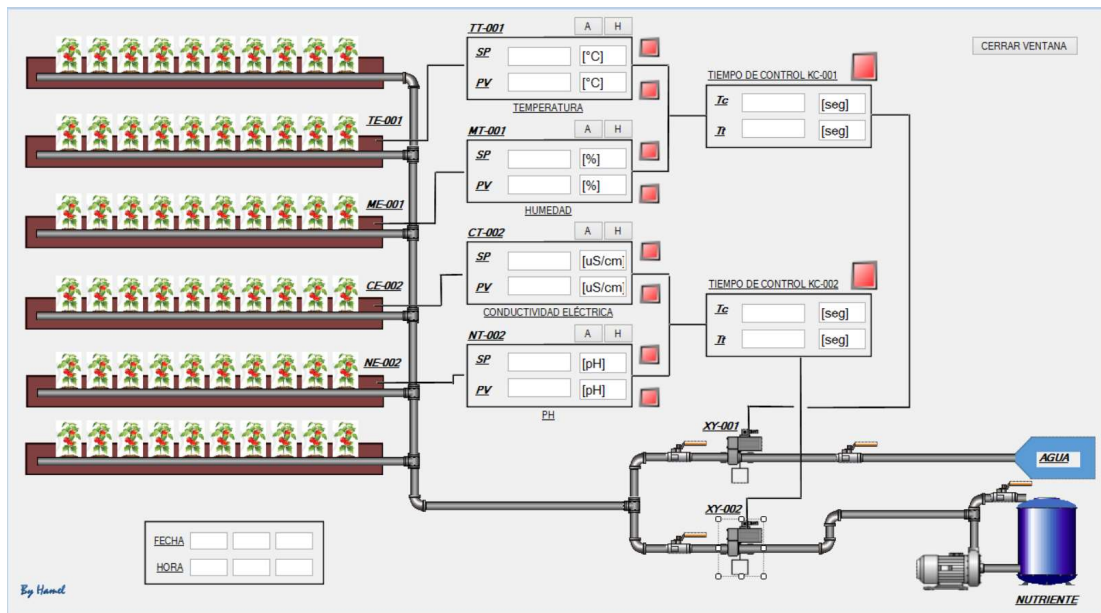 TT-001
A H
SP [°C]
PV [°C]
TEMPERATURA
CERRAR VENTANA
TIEMPO DE CONTROL KC-001
Tc [seg]
Tt [seg]
TE-001
MT-001
A H
SP [%]
PV [%]
HUMEDAD
ME-001
CT-002
A H
SP [uS/cm]
PV [uS/cm]
CONDUCTIVIDAD ELÉCTRICA
CE-002
TIEMPO DE CONTROL KC-002
Tc [seg]
Tt [seg]
NT-002
A H
SP [pH]
PV [pH]
PH
NE-002
XY-001
AGUA
XY-002
FECHA
HORA
By Hamel
NUTRIENTE